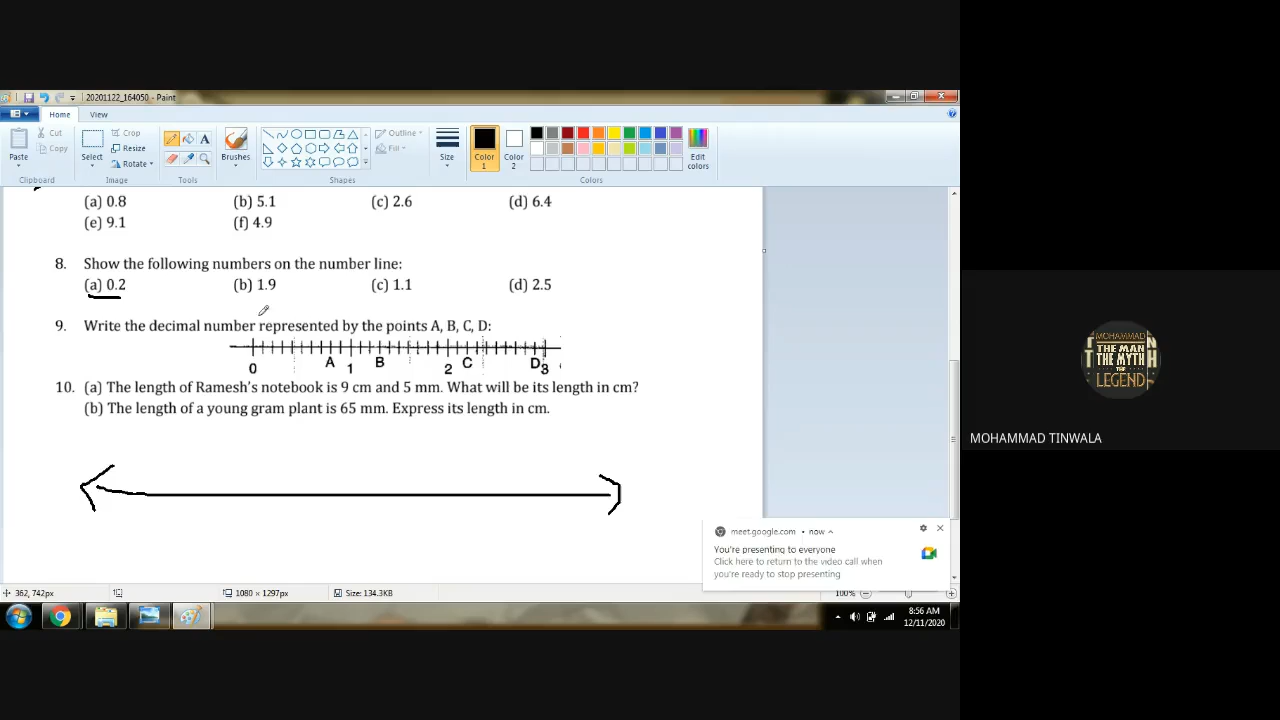 20201122_164050 - Paint
Home View
Paste
Cut
Copy
Clipboard
Select
Crop
Resize
Rotate
Image
A
Tools
Brushes
Outline
Fill
Shapes
Size
Color 1
Color 2
Edit colors
Colors
(a) 0.8 (b) 5.1 (c) 2.6 (d) 6.4
(e) 9.1 (f) 4.9
8. Show the following numbers on the number line:
(a) 0.2 (b) 1.9 (c) 1.1 (d) 2.5
9. Write the decimal number represented by the points A, B, C, D:
A B C D
0 1 2 3
10. (a) The length of Ramesh's notebook is 9 cm and 5 mm. What will be its length in cm?
(b) The length of a young gram plant is 65 mm. Express its length in cm.
meet.google.com • now
You're presenting to everyone
Click here to return to the video call when
you're ready to stop presenting
362, 742px
1080 × 1297px
Size: 134.3KB
100%
8:56 AM
12/11/2020
MOHAMMAD
THE MAN
THE MYTH
THE
LEGEND
MOHAMMAD TINWALA